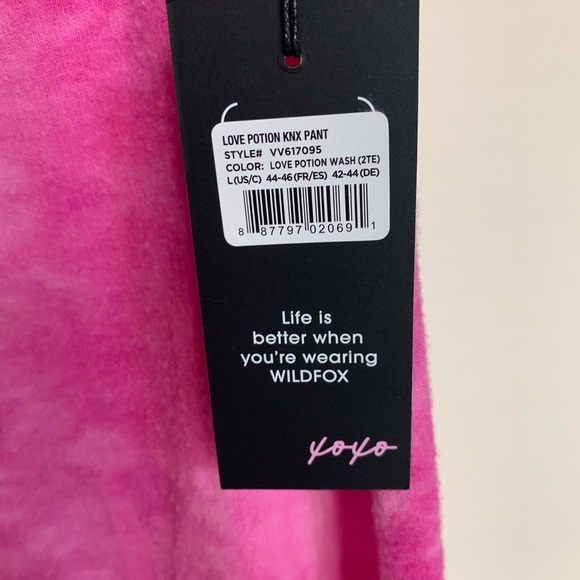 LOVE POTION KNX PANT
STYLE# VV617095
COLOR: LOVE POTION WASH (2TE)
L(US/C) 44-46(FR/ES) 42-44(DE)
8 87797 02069 1
Life is
better when
you're wearing
WILDFOX
xoxo